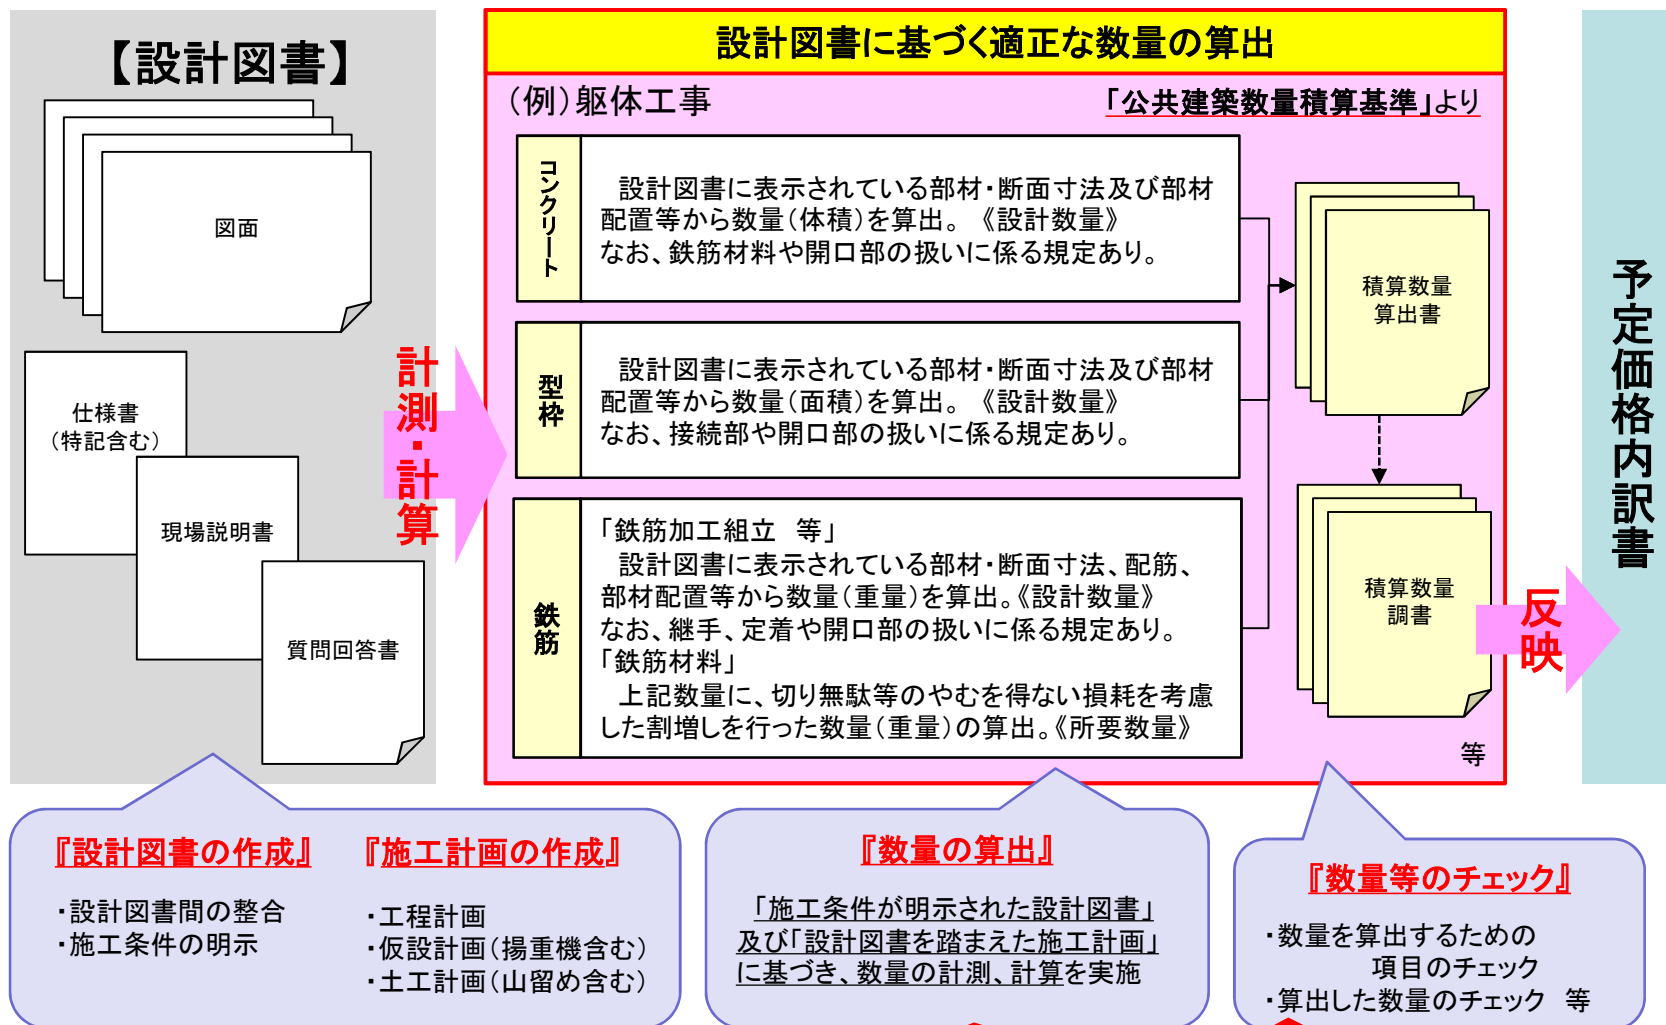 【設計図書】
図面
仕様書
（特記含む）
現場説明書
質問回答書
計測・計算
設計図書に基づく適正な数量の算出
（例）躯体工事
「公共建築数量積算基準」より
コンクリート
設計図書に表示されている部材・断面寸法及び部材
配置等から数量（体積）を算出。 《設計数量》
なお、鉄筋材料や開口部の扱いに係る規定あり。
型枠
設計図書に表示されている部材・断面寸法及び部材
配置等から数量（面積）を算出。 《設計数量》
なお、接続部や開口部の扱いに係る規定あり。
鉄筋
「鉄筋加工組立　等」
設計図書に表示されている部材・断面寸法、配筋、
部材配置等から数量（重量）を算出。《設計数量》
なお、継手、定着や開口部の扱いに係る規定あり。
「鉄筋材料」
上記数量に、切り無駄等のやむを得ない損耗を考慮
した割増しを行った数量（重量）の算出。《所要数量》
積算数量
算出書
積算数量
調書
等
反映
予定価格内訳書
『設計図書の作成』
・設計図書間の整合
・施工条件の明示
『施工計画の作成』
・工程計画
・仮設計画（揚重機含む）
・土工計画（山留め含む）
『数量の算出』
「施工条件が明示された設計図書」
及び「設計図書を踏まえた施工計画」
に基づき、数量の計測、計算を実施
『数量等のチェック』
・数量を算出するための
項目のチェック
・算出した数量のチェック　等